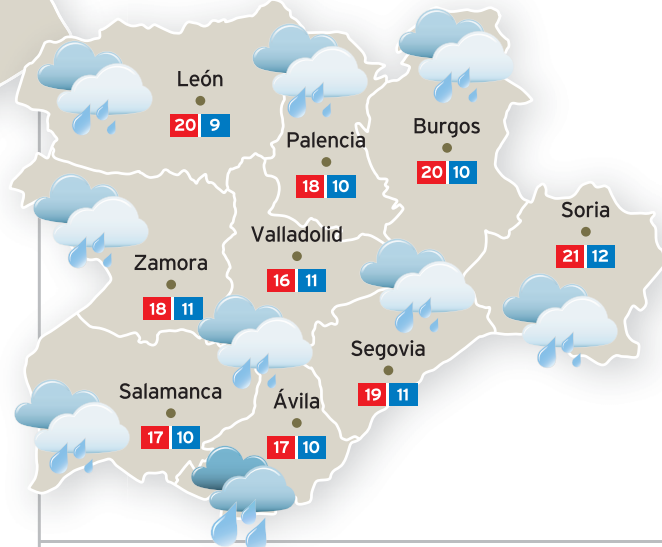 León
20 9
Palencia
18 10
Burgos
20 10
Soria
21 12
Valladolid
16 11
Zamora
18 11
Segovia
19 11
Salamanca
17 10
Ávila
17 10